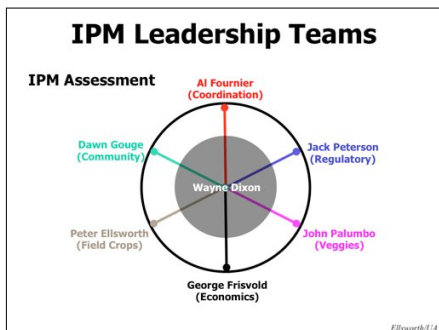 IPM Leadership Teams
IPM Assessment
Al Fournier
(Coordination)
Dawn Gouge
(Community)
Jack Peterson
(Regulatory)
Wayne Dixon
Peter Ellsworth
(Field Crops)
John Palumbo
(Veggies)
George Frisvold
(Economics)
Ellsworth/UA